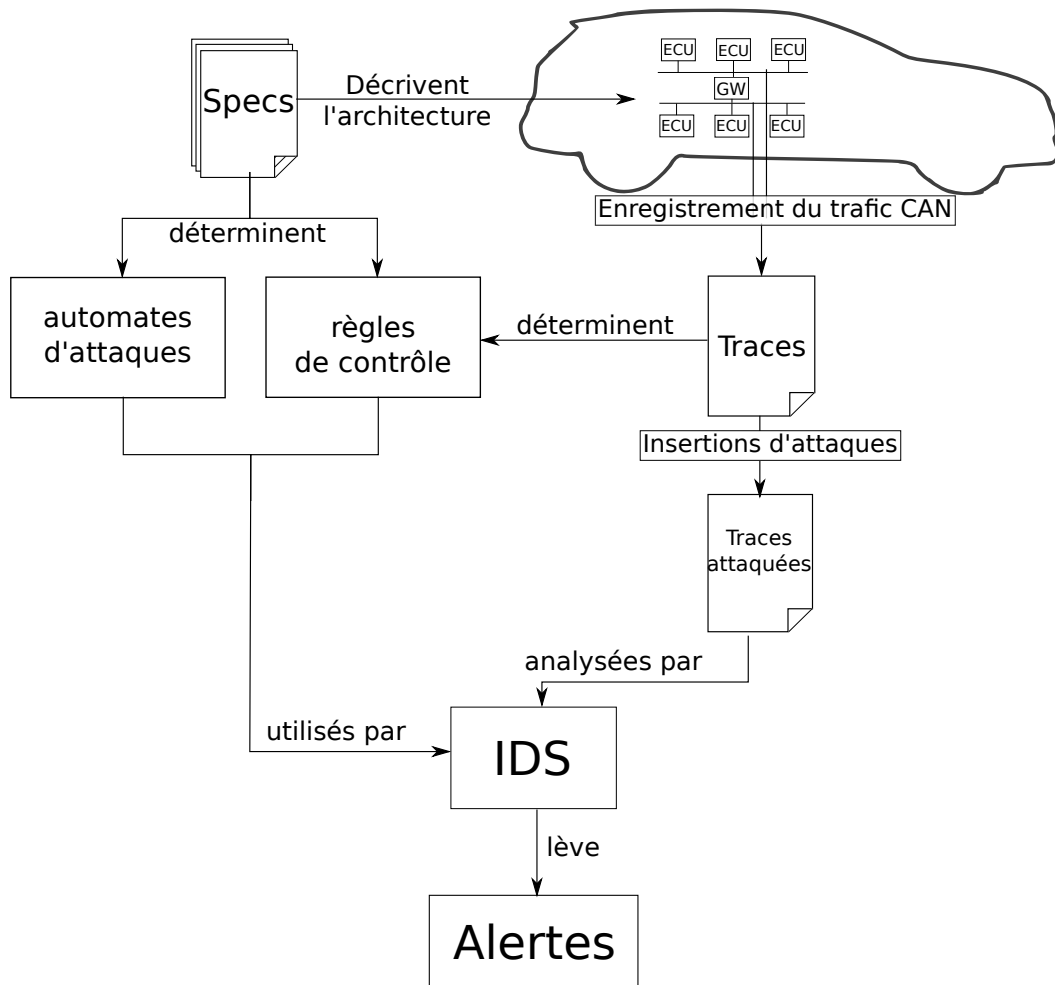 ECU
ECU
ECU
GW
ECU
ECU
ECU
Specs
Décrivent
l'architecture
Enregistrement du trafic CAN
déterminent
automates
d'attaques
règles
de contrôle
déterminent
Traces
Insertions d'attaques
Traces
attaquées
analysées par
utilisés par
IDS
lève
Alertes